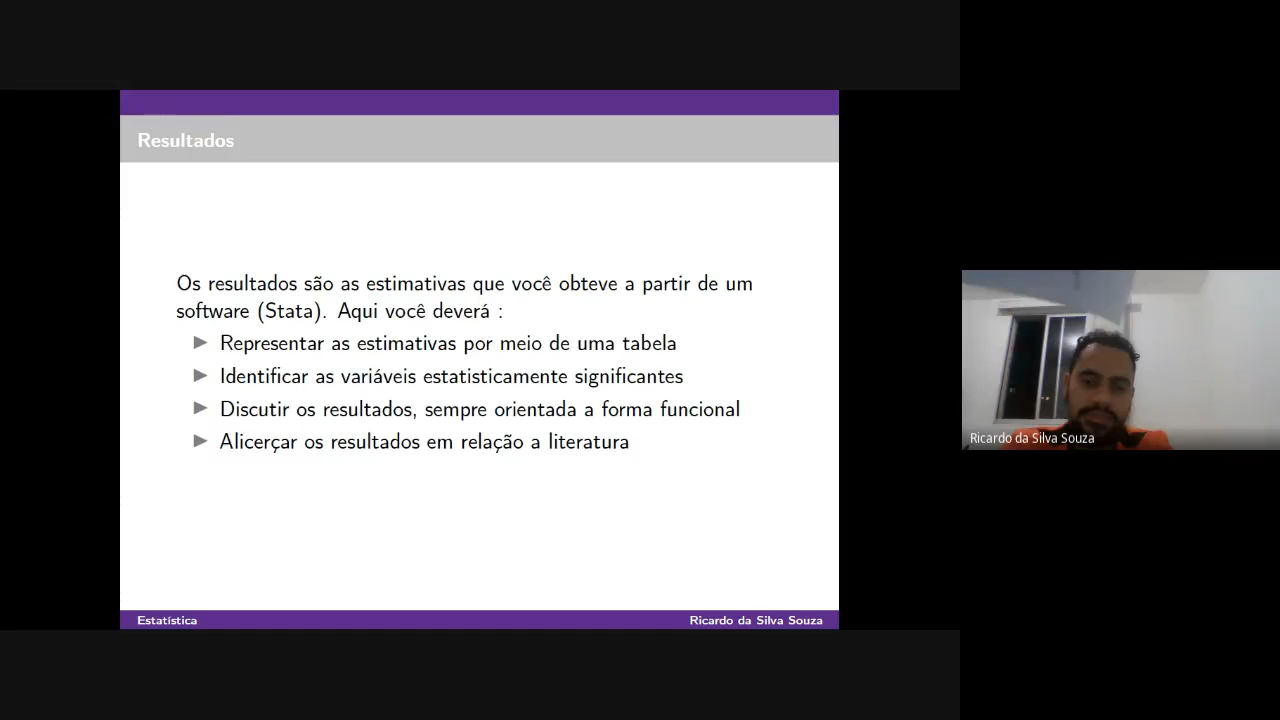 Resultados
Os resultados são as estimativas que você obteve a partir de um
software (Stata). Aqui você deverá :
Representar as estimativas por meio de uma tabela
Identificar as variáveis estatisticamente significantes
Discutir os resultados, sempre orientada a forma funcional
Alicerçar os resultados em relação a literatura
Estatística
Ricardo da Silva Souza
Ricardo da Silva Souza